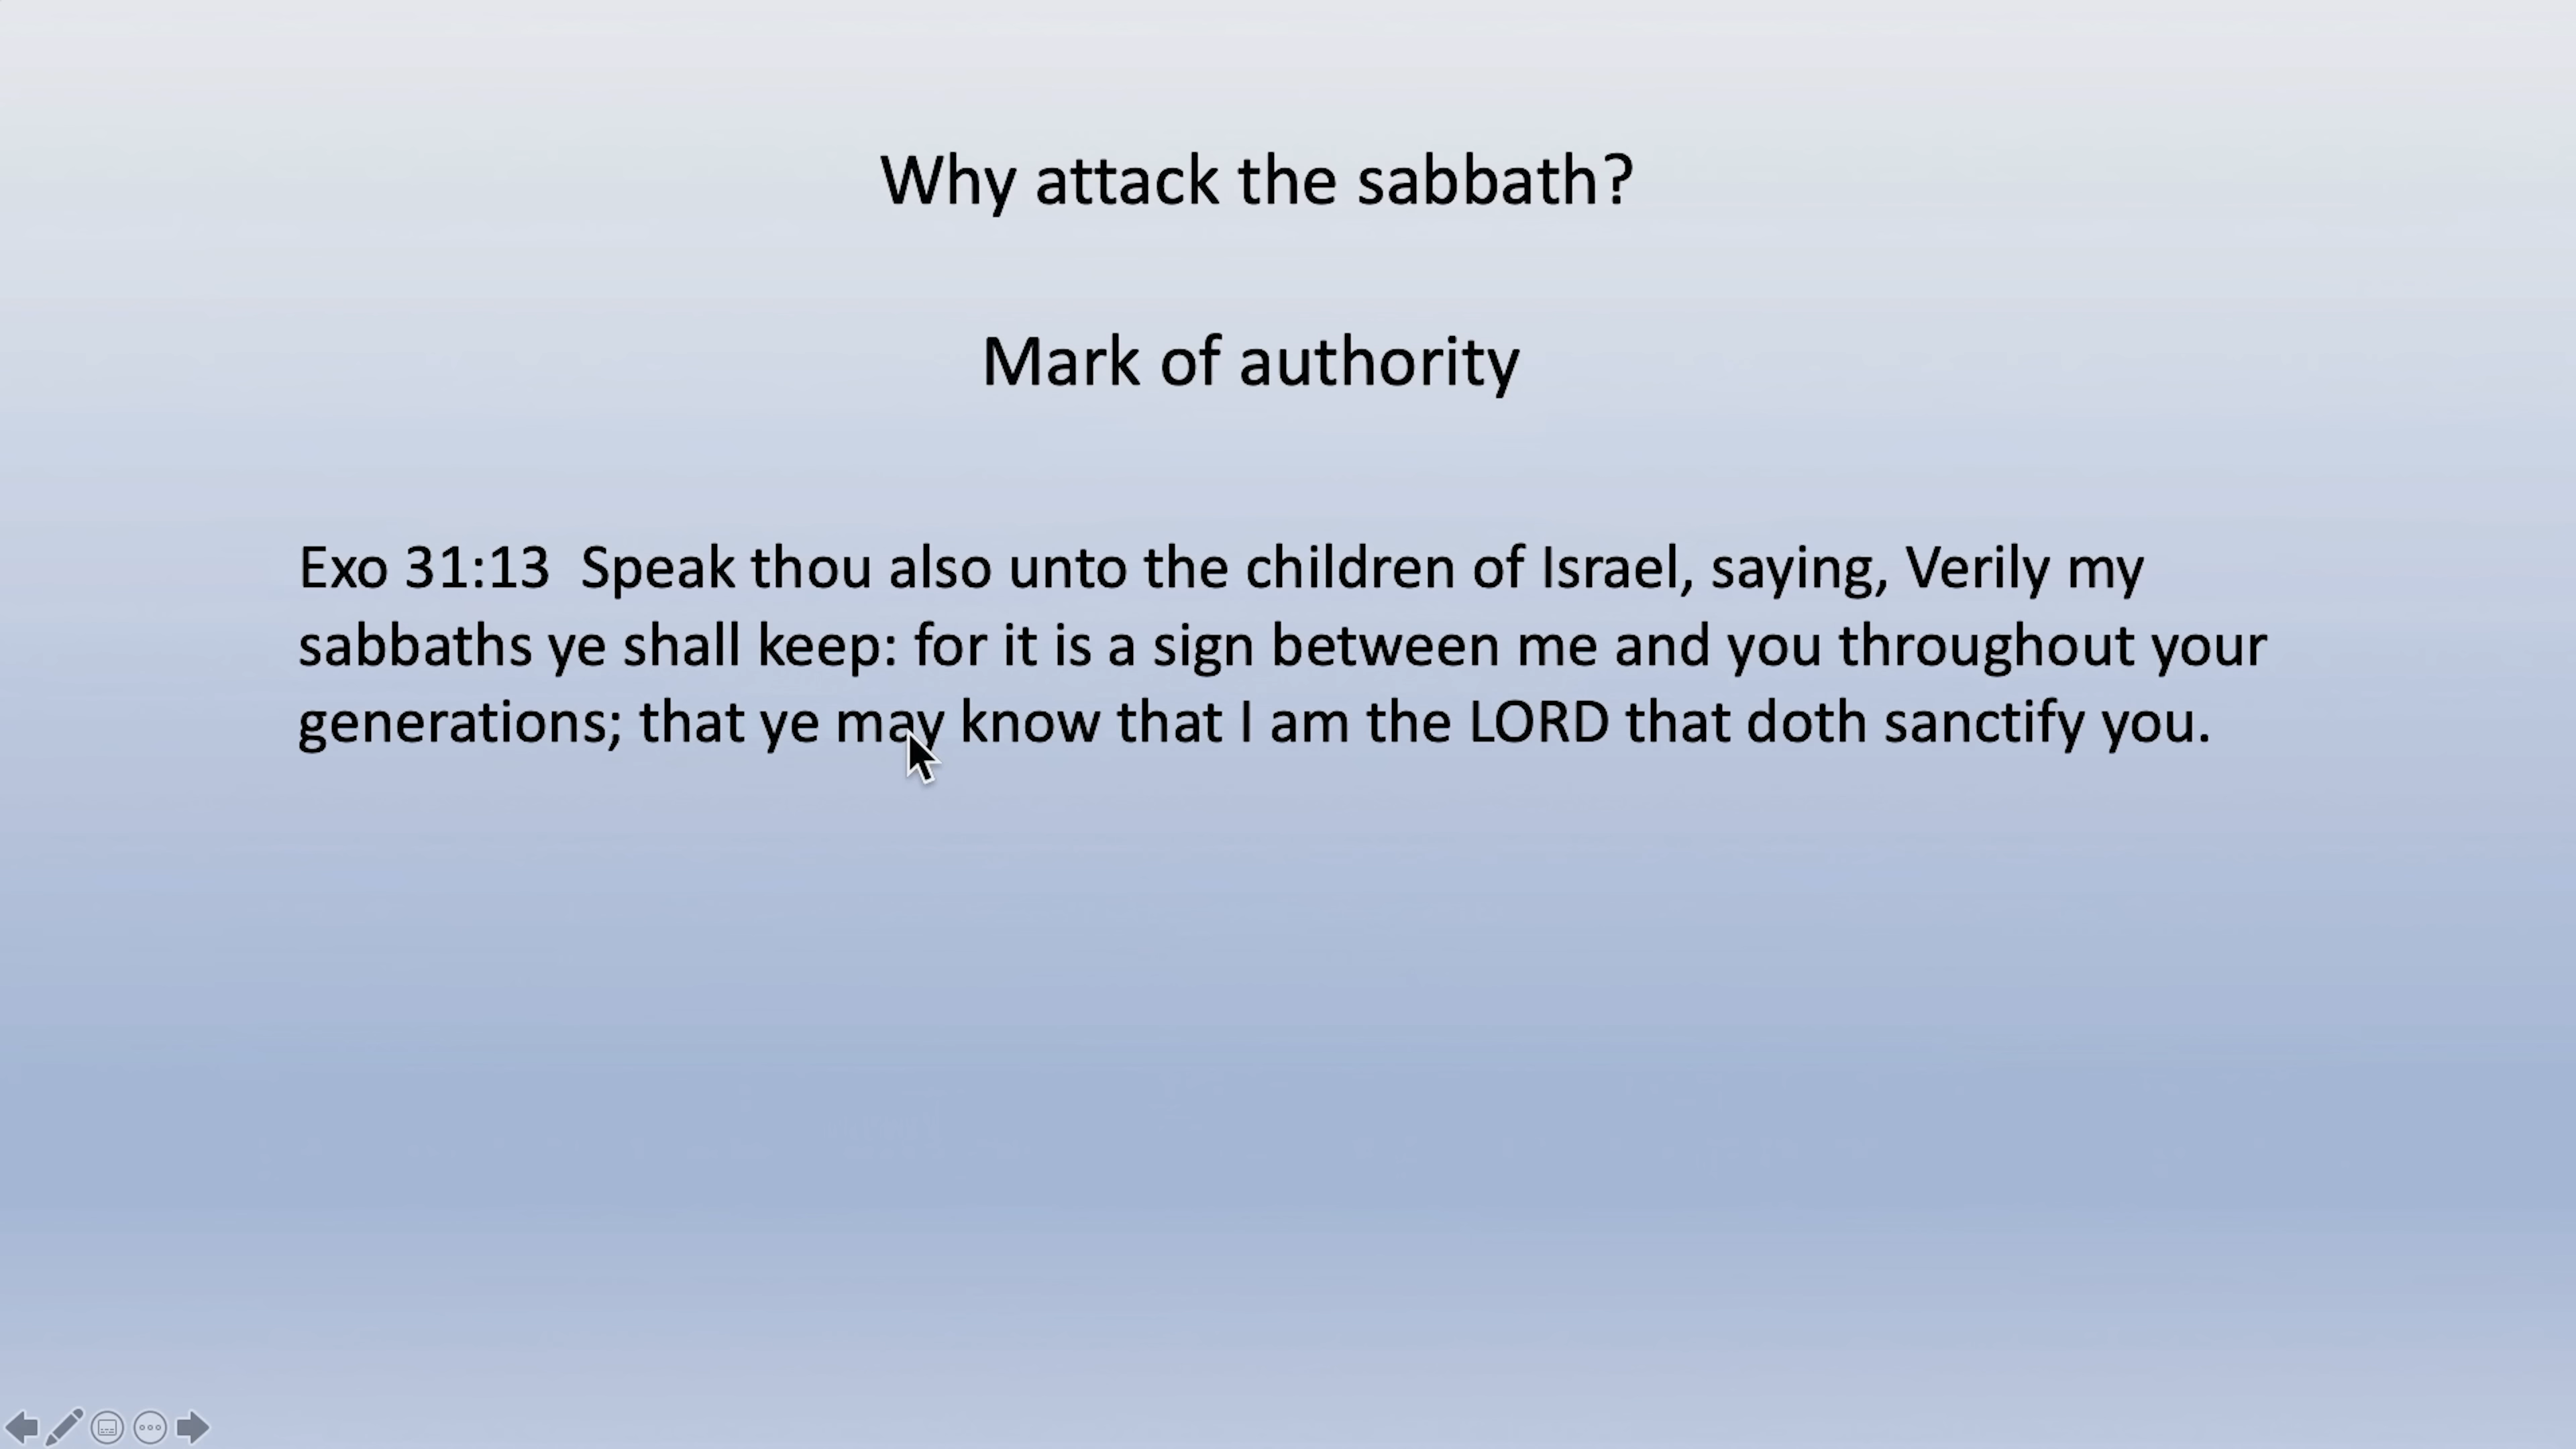 Why attack the sabbath?
Mark of authority
Exo 31:13  Speak thou also unto the children of Israel, saying, Verily my
sabbaths ye shall keep: for it is a sign between me and you throughout your
generations; that ye may know that I am the LORD that doth sanctify you.